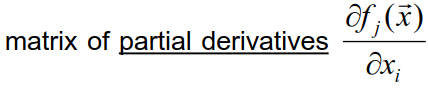 matrix of partial derivatives ∂f_j(x⃗)/∂x_i